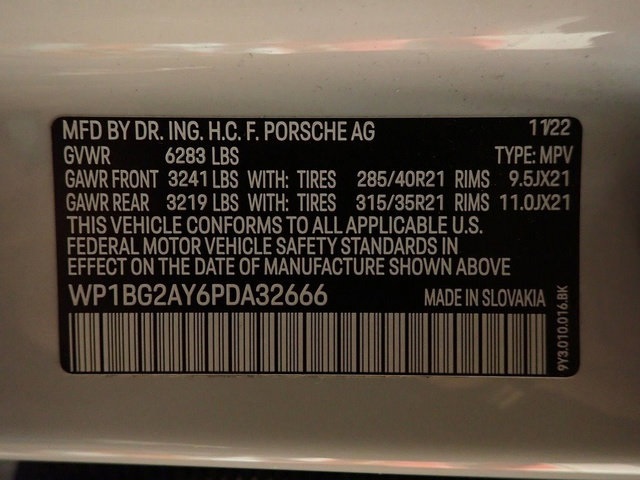 MFD BY DR. ING. H.C. F. PORSCHE AG 11/22
GVWR 6283 LBS TYPE: MPV
GAWR FRONT 3241 LBS WITH: TIRES 285/40R21 RIMS 9.5JX21
GAWR REAR 3219 LBS WITH: TIRES 315/35R21 RIMS 11.0JX21
THIS VEHICLE CONFORMS TO ALL APPLICABLE U.S.
FEDERAL MOTOR VEHICLE SAFETY STANDARDS IN
EFFECT ON THE DATE OF MANUFACTURE SHOWN ABOVE
WP1BG2AY6PDA32666 MADE IN SLOVAKIA
9Y3.010.016.BK